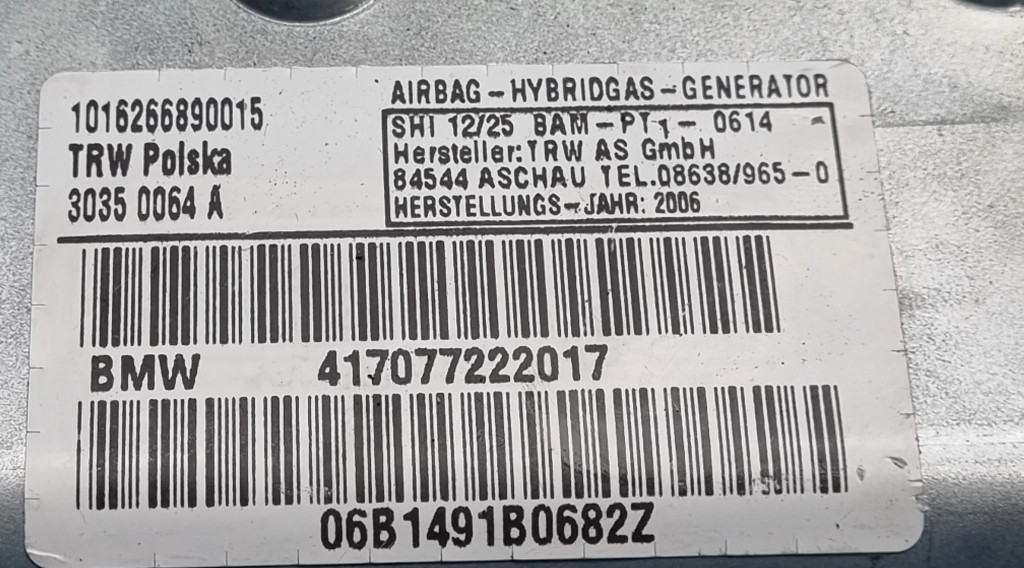 1016266890015
TRW Polska
3035 0064 A
AIRBAG-HYBRIDGAS-GENERATOR
SHI 12/25 BAM-PT1- 0614
Hersteller:TRW AS GmbH
84544 ASCHAU TEL.08638/965-0
HERSTELLUNGS-JAHR: 2006
BMW 417077222017
06B1491B0682Z